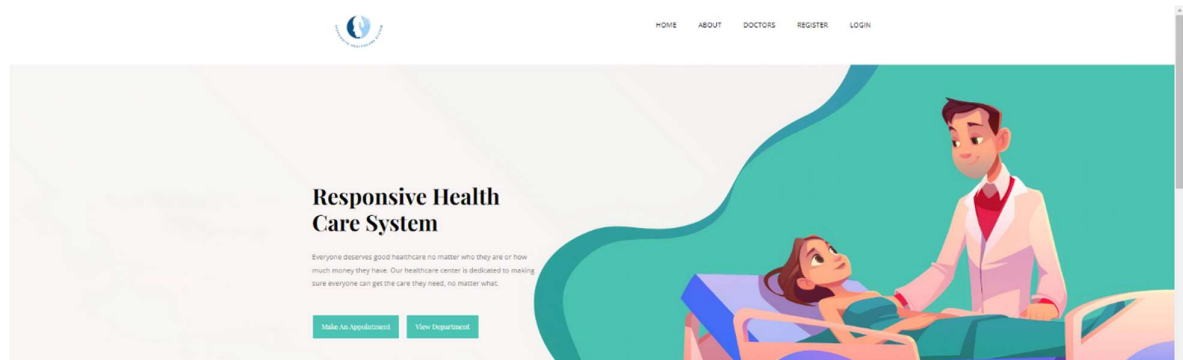 HOME ABOUT DOCTORS REGISTER LOGIN
Responsive Health
Care System
Everyone deserves good healthcare no matter who they are or how
much money they have. Our healthcare center is dedicated to making
sure everyone can get the care they need, no matter what.
Make An Appointment View Department